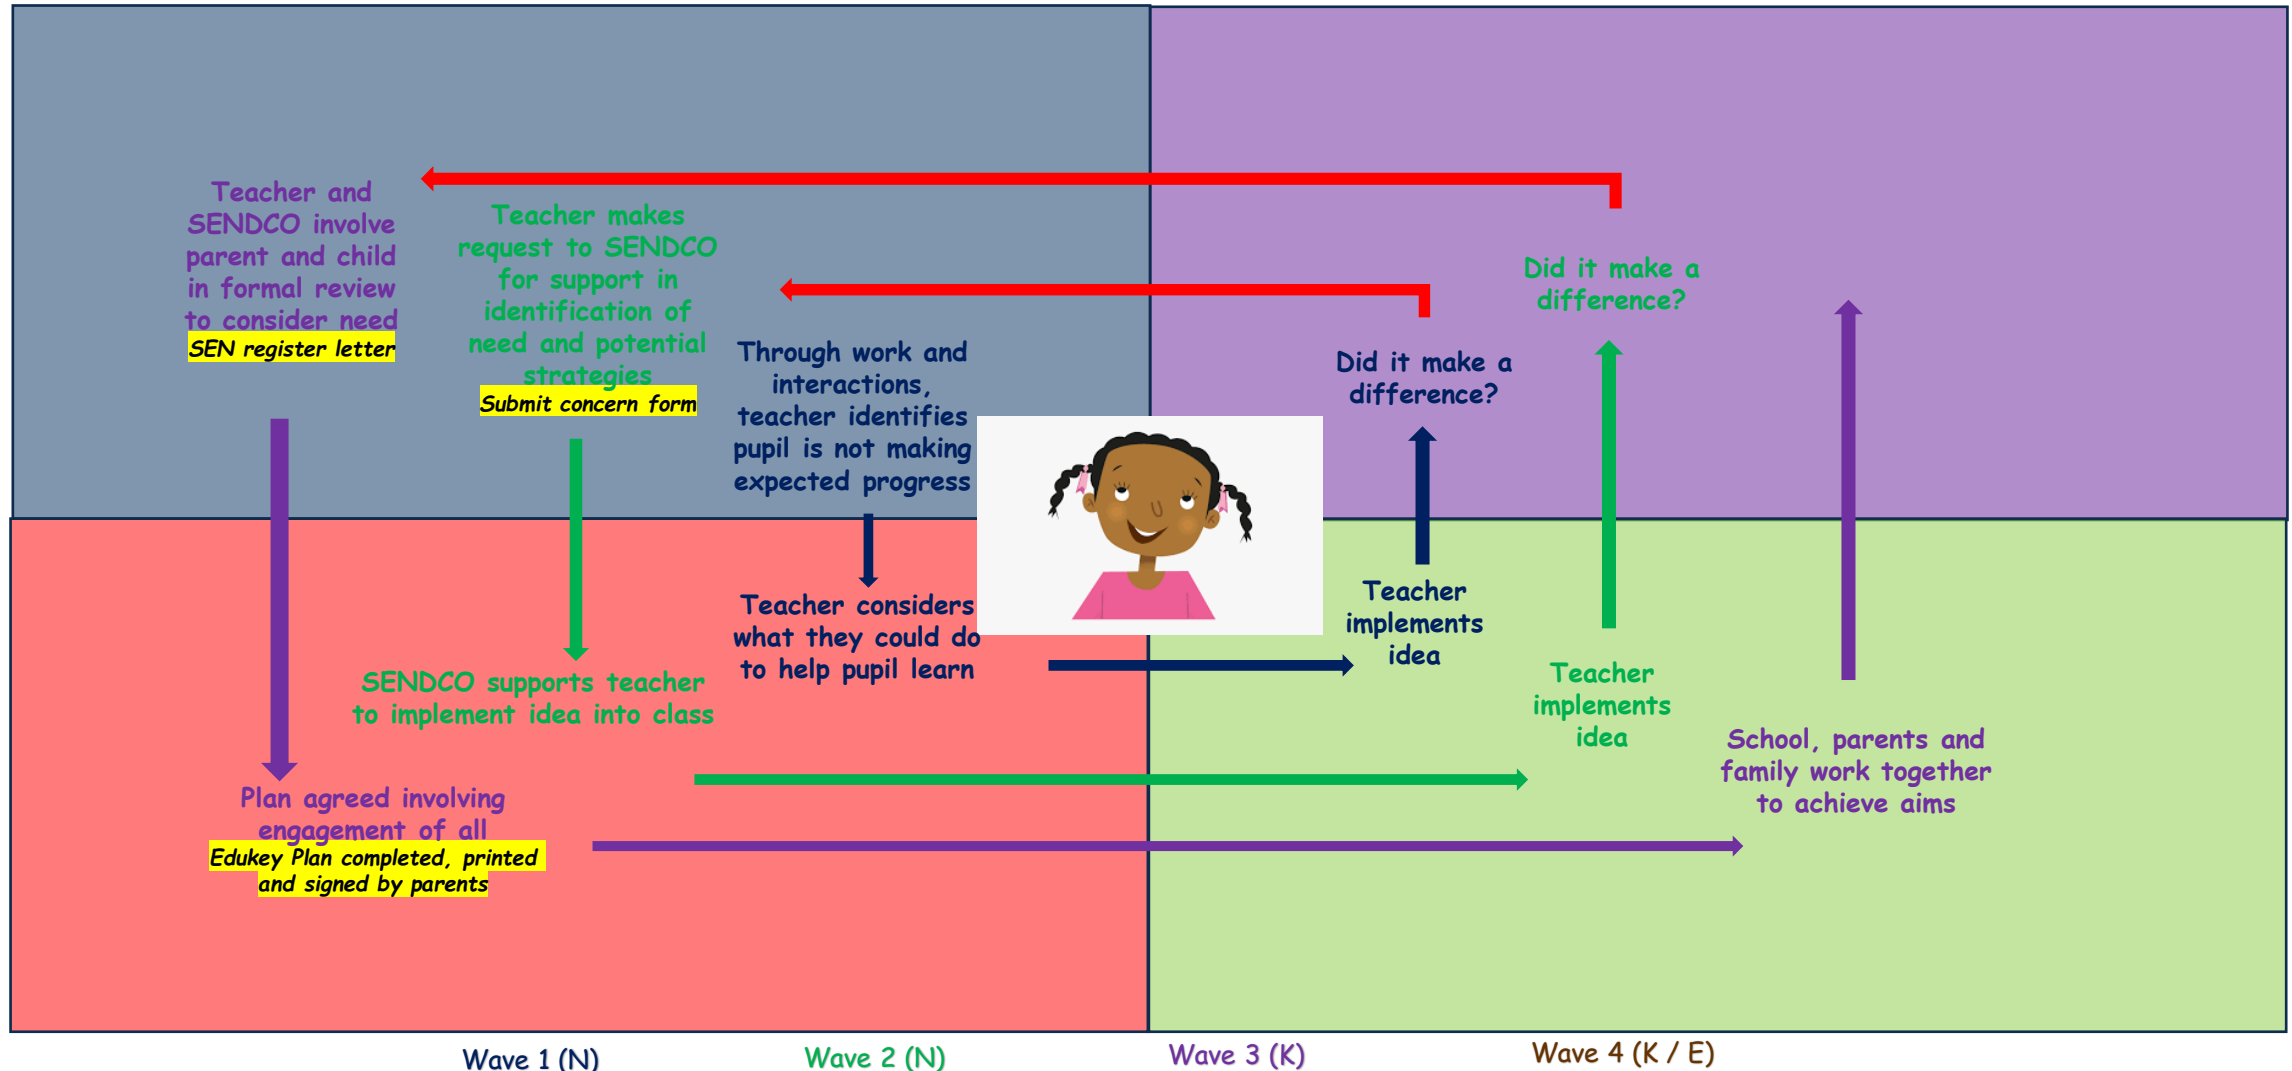 Teacher and
SENDCO involve
parent and child
in formal review
to consider need
SEN register letter
Teacher makes
request to SENDCO
for support in
identification of
need and potential
strategies
Submit concern form
Through work and
interactions,
teacher identifies
pupil is not making
expected progress
Did it make a
difference?
Did it make a
difference?
Teacher considers
what they could do
to help pupil learn
Teacher
implements
idea
SENDCO supports teacher
to implement idea into class
Teacher
implements
idea
Plan agreed involving
engagement of all
Edukey Plan completed, printed
and signed by parents
School, parents and
family work together
to achieve aims
Wave 1 (N)
Wave 2 (N)
Wave 3 (K)
Wave 4 (K / E)